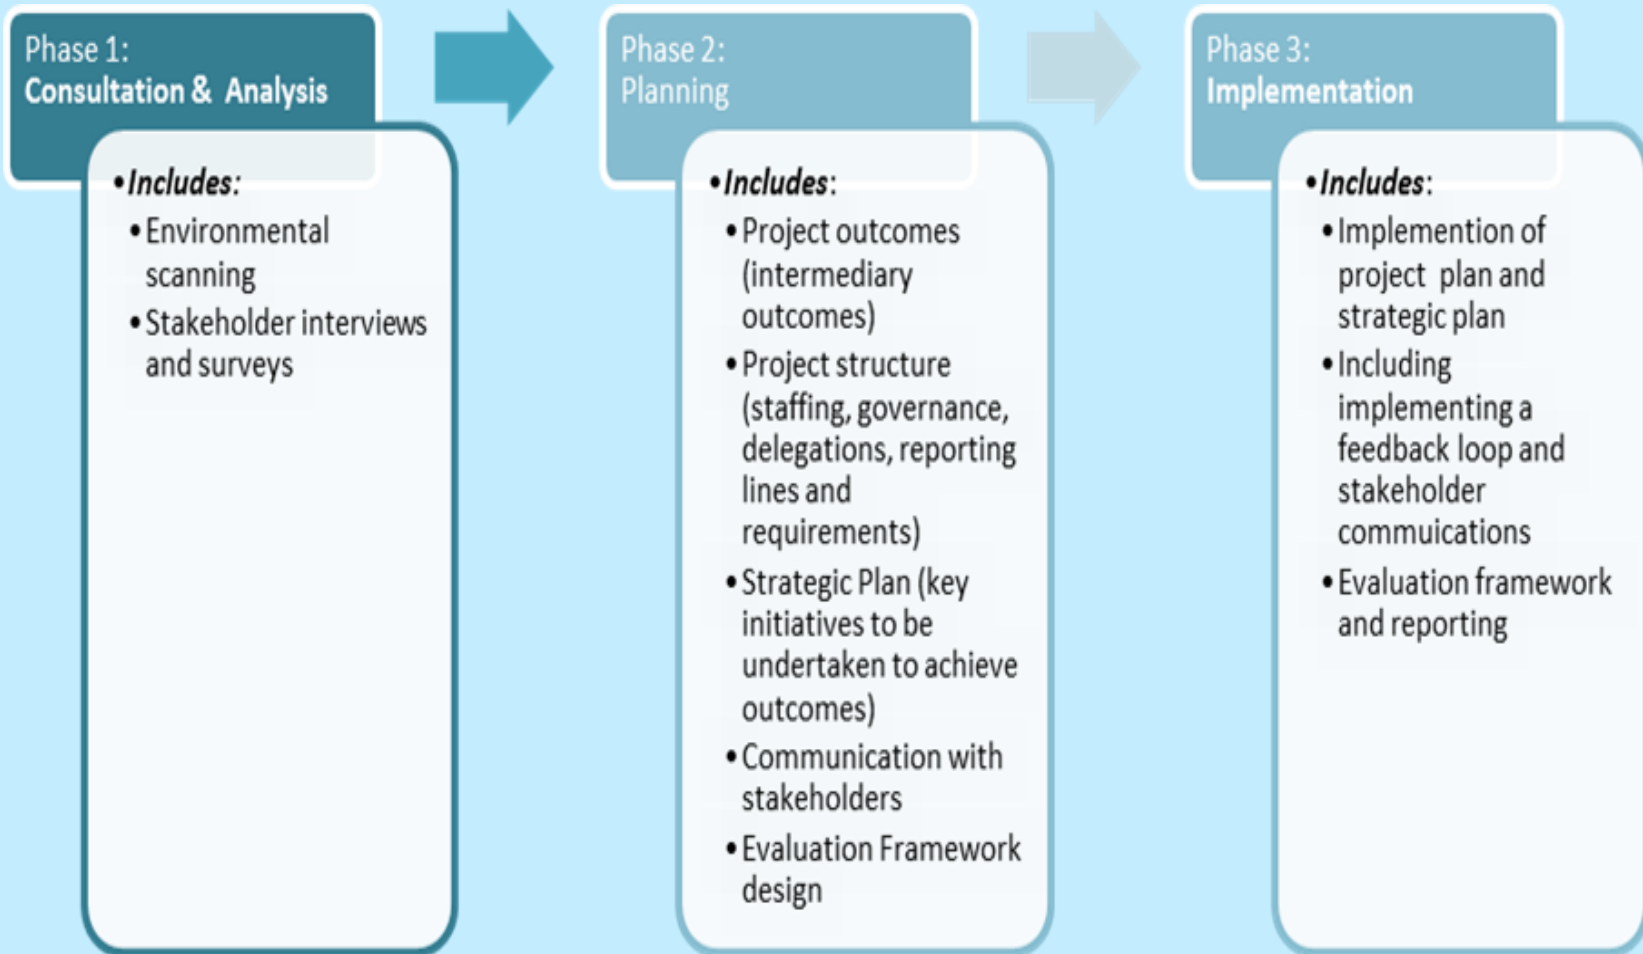 Phase 1:
Consultation & Analysis
•Includes:
•Environmental
scanning
•Stakeholder interviews
and surveys
Phase 2:
Planning
•Includes:
•Project outcomes
(intermediary
outcomes)
•Project structure
(staffing, governance,
delegations, reporting
lines and
requirements)
•Strategic Plan (key
initiatives to be
undertaken to achieve
outcomes)
•Communication with
stakeholders
•Evaluation Framework
design
Phase 3:
Implementation
•Includes:
•Implemention of
project plan and
strategic plan
•Including
implementing a
feedback loop and
stakeholder
commuications
•Evaluation framework
and reporting